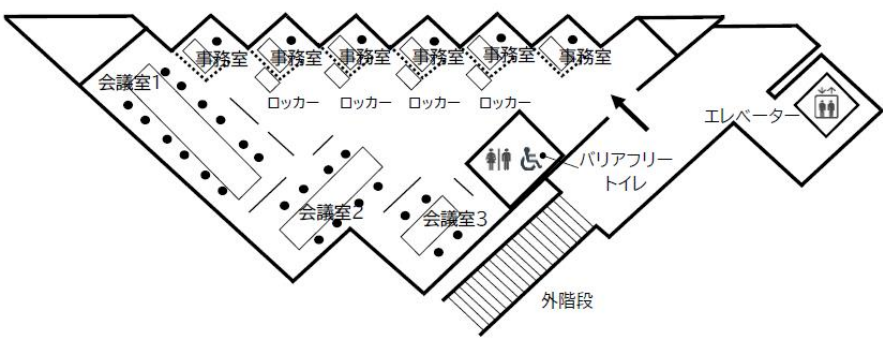 事務室
事務室
事務室
事務室
事務室
事務室
会議室1
ロッカー
ロッカー
ロッカー
ロッカー
エレベーター
バリアフリー
トイレ
会議室2
会議室3
外階段